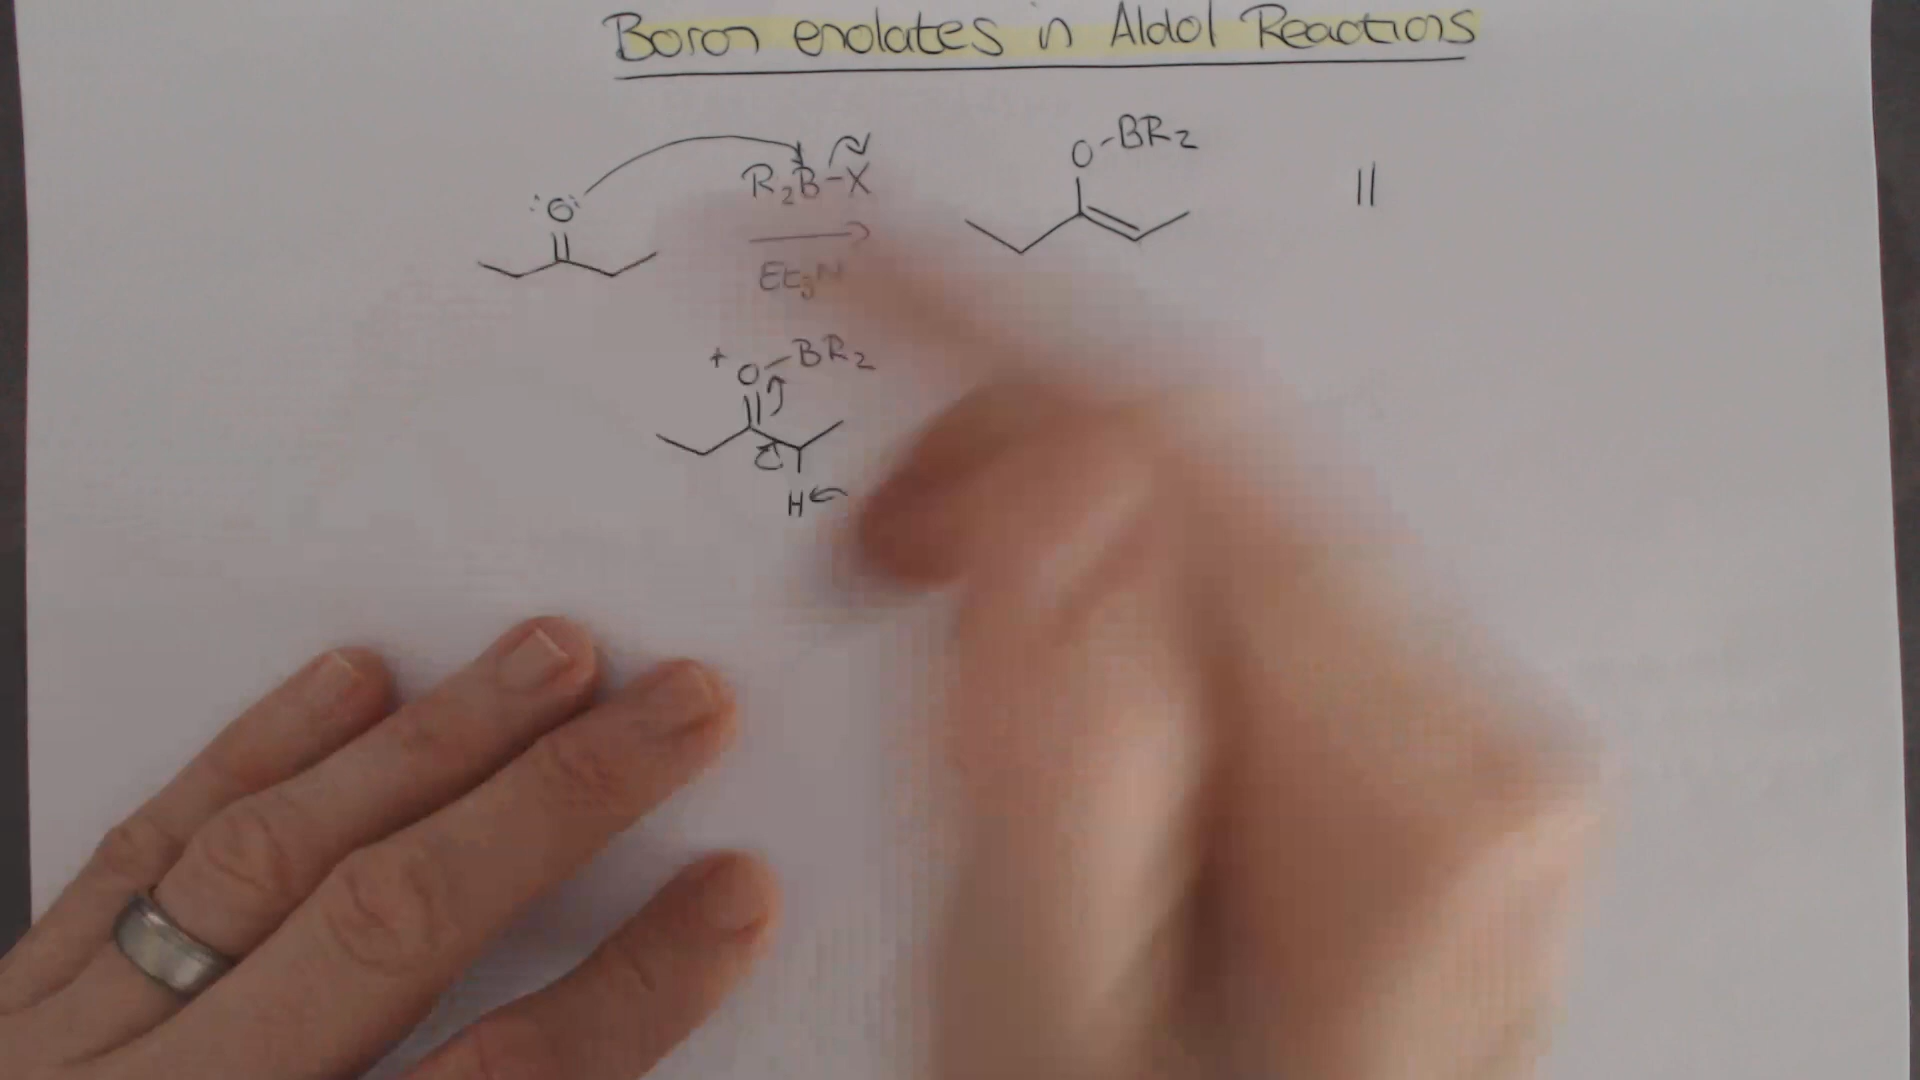 Boron enolates in Aldol Reactions
R₂B-X
O
Et₃N
O-BR₂
+ O-BR₂
H